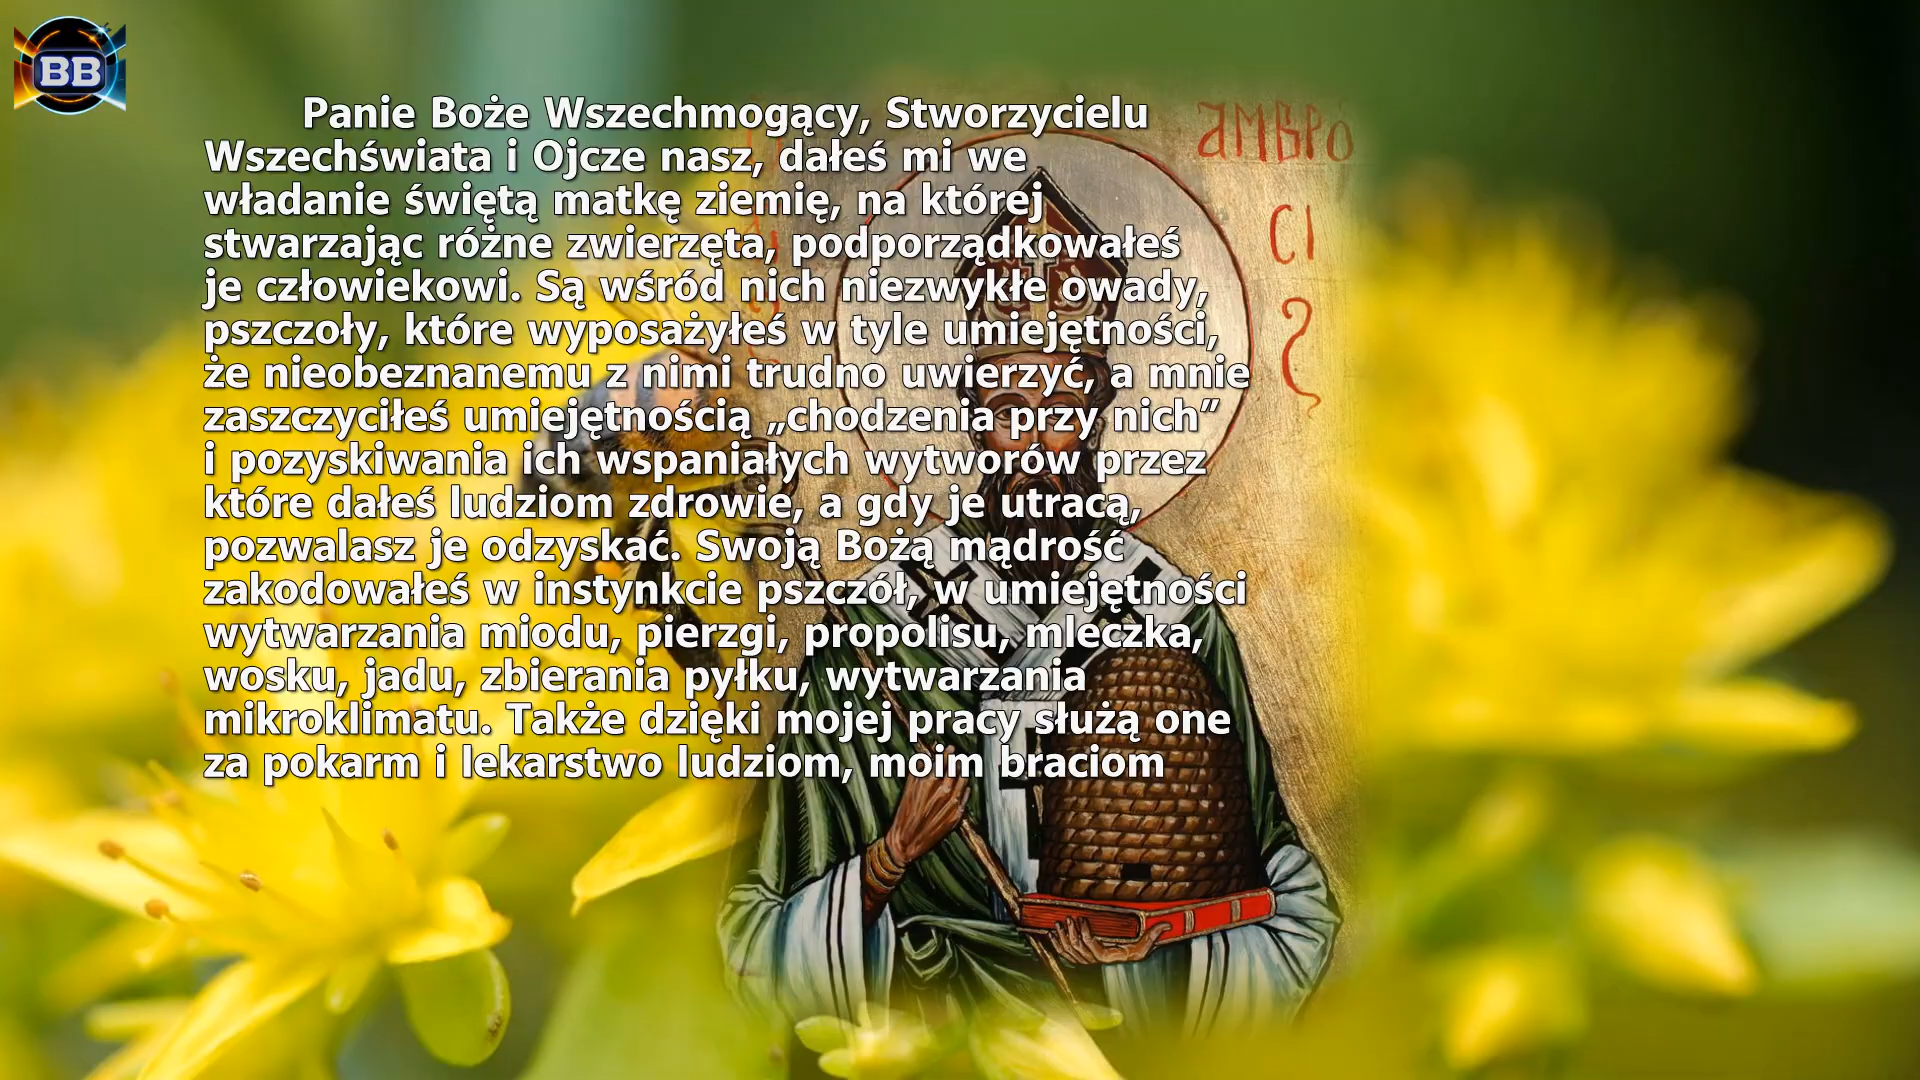 BB
Panie Boże Wszechmogący, Stworzycielu
Wszechświata i Ojcze nasz, dałeś mi we
władanie świętą matkę ziemię, na której
stwarzając różne zwierzęta, podporządkowałeś
je człowiekowi. Są wśród nich niezwykłe owady,
pszczoły, które wyposażyłeś w tyle umiejętności,
że nieobeznanemu z nimi trudno uwierzyć, a mnie
zaszczyciłeś umiejętnością „chodzenia przy nich”
i pozyskiwania ich wspaniałych wytworów przez
które dałeś ludziom zdrowie, a gdy je utracą,
pozwalasz je odzyskać. Swoją Bożą mądrość
zakodowałeś w instynkcie pszczół, w umiejętności
wytwarzania miodu, pierzgi, propolisu, mleczka,
wosku, jadu, zbierania pyłku, wytwarzania
mikroklimatu. Także dzięki mojej pracy służą one
za pokarm i lekarstwo ludziom, moim braciom
амвро
сі